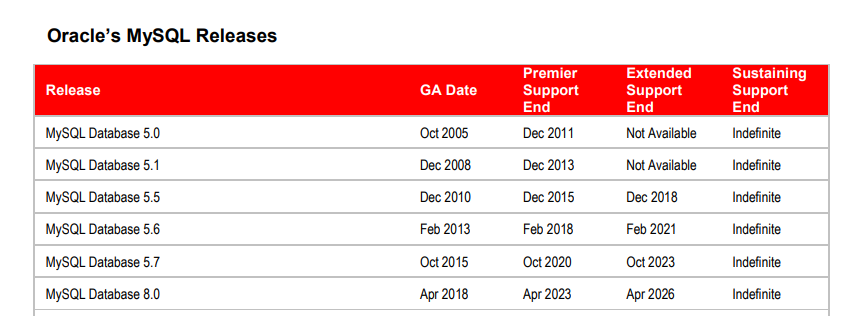 Oracle’s MySQL Releases
Release GA Date Premier Support End Extended Support End Sustaining Support End
MySQL Database 5.0 Oct 2005 Dec 2011 Not Available Indefinite
MySQL Database 5.1 Dec 2008 Dec 2013 Not Available Indefinite
MySQL Database 5.5 Dec 2010 Dec 2015 Dec 2018 Indefinite
MySQL Database 5.6 Feb 2013 Feb 2018 Feb 2021 Indefinite
MySQL Database 5.7 Oct 2015 Oct 2020 Oct 2023 Indefinite
MySQL Database 8.0 Apr 2018 Apr 2023 Apr 2026 Indefinite